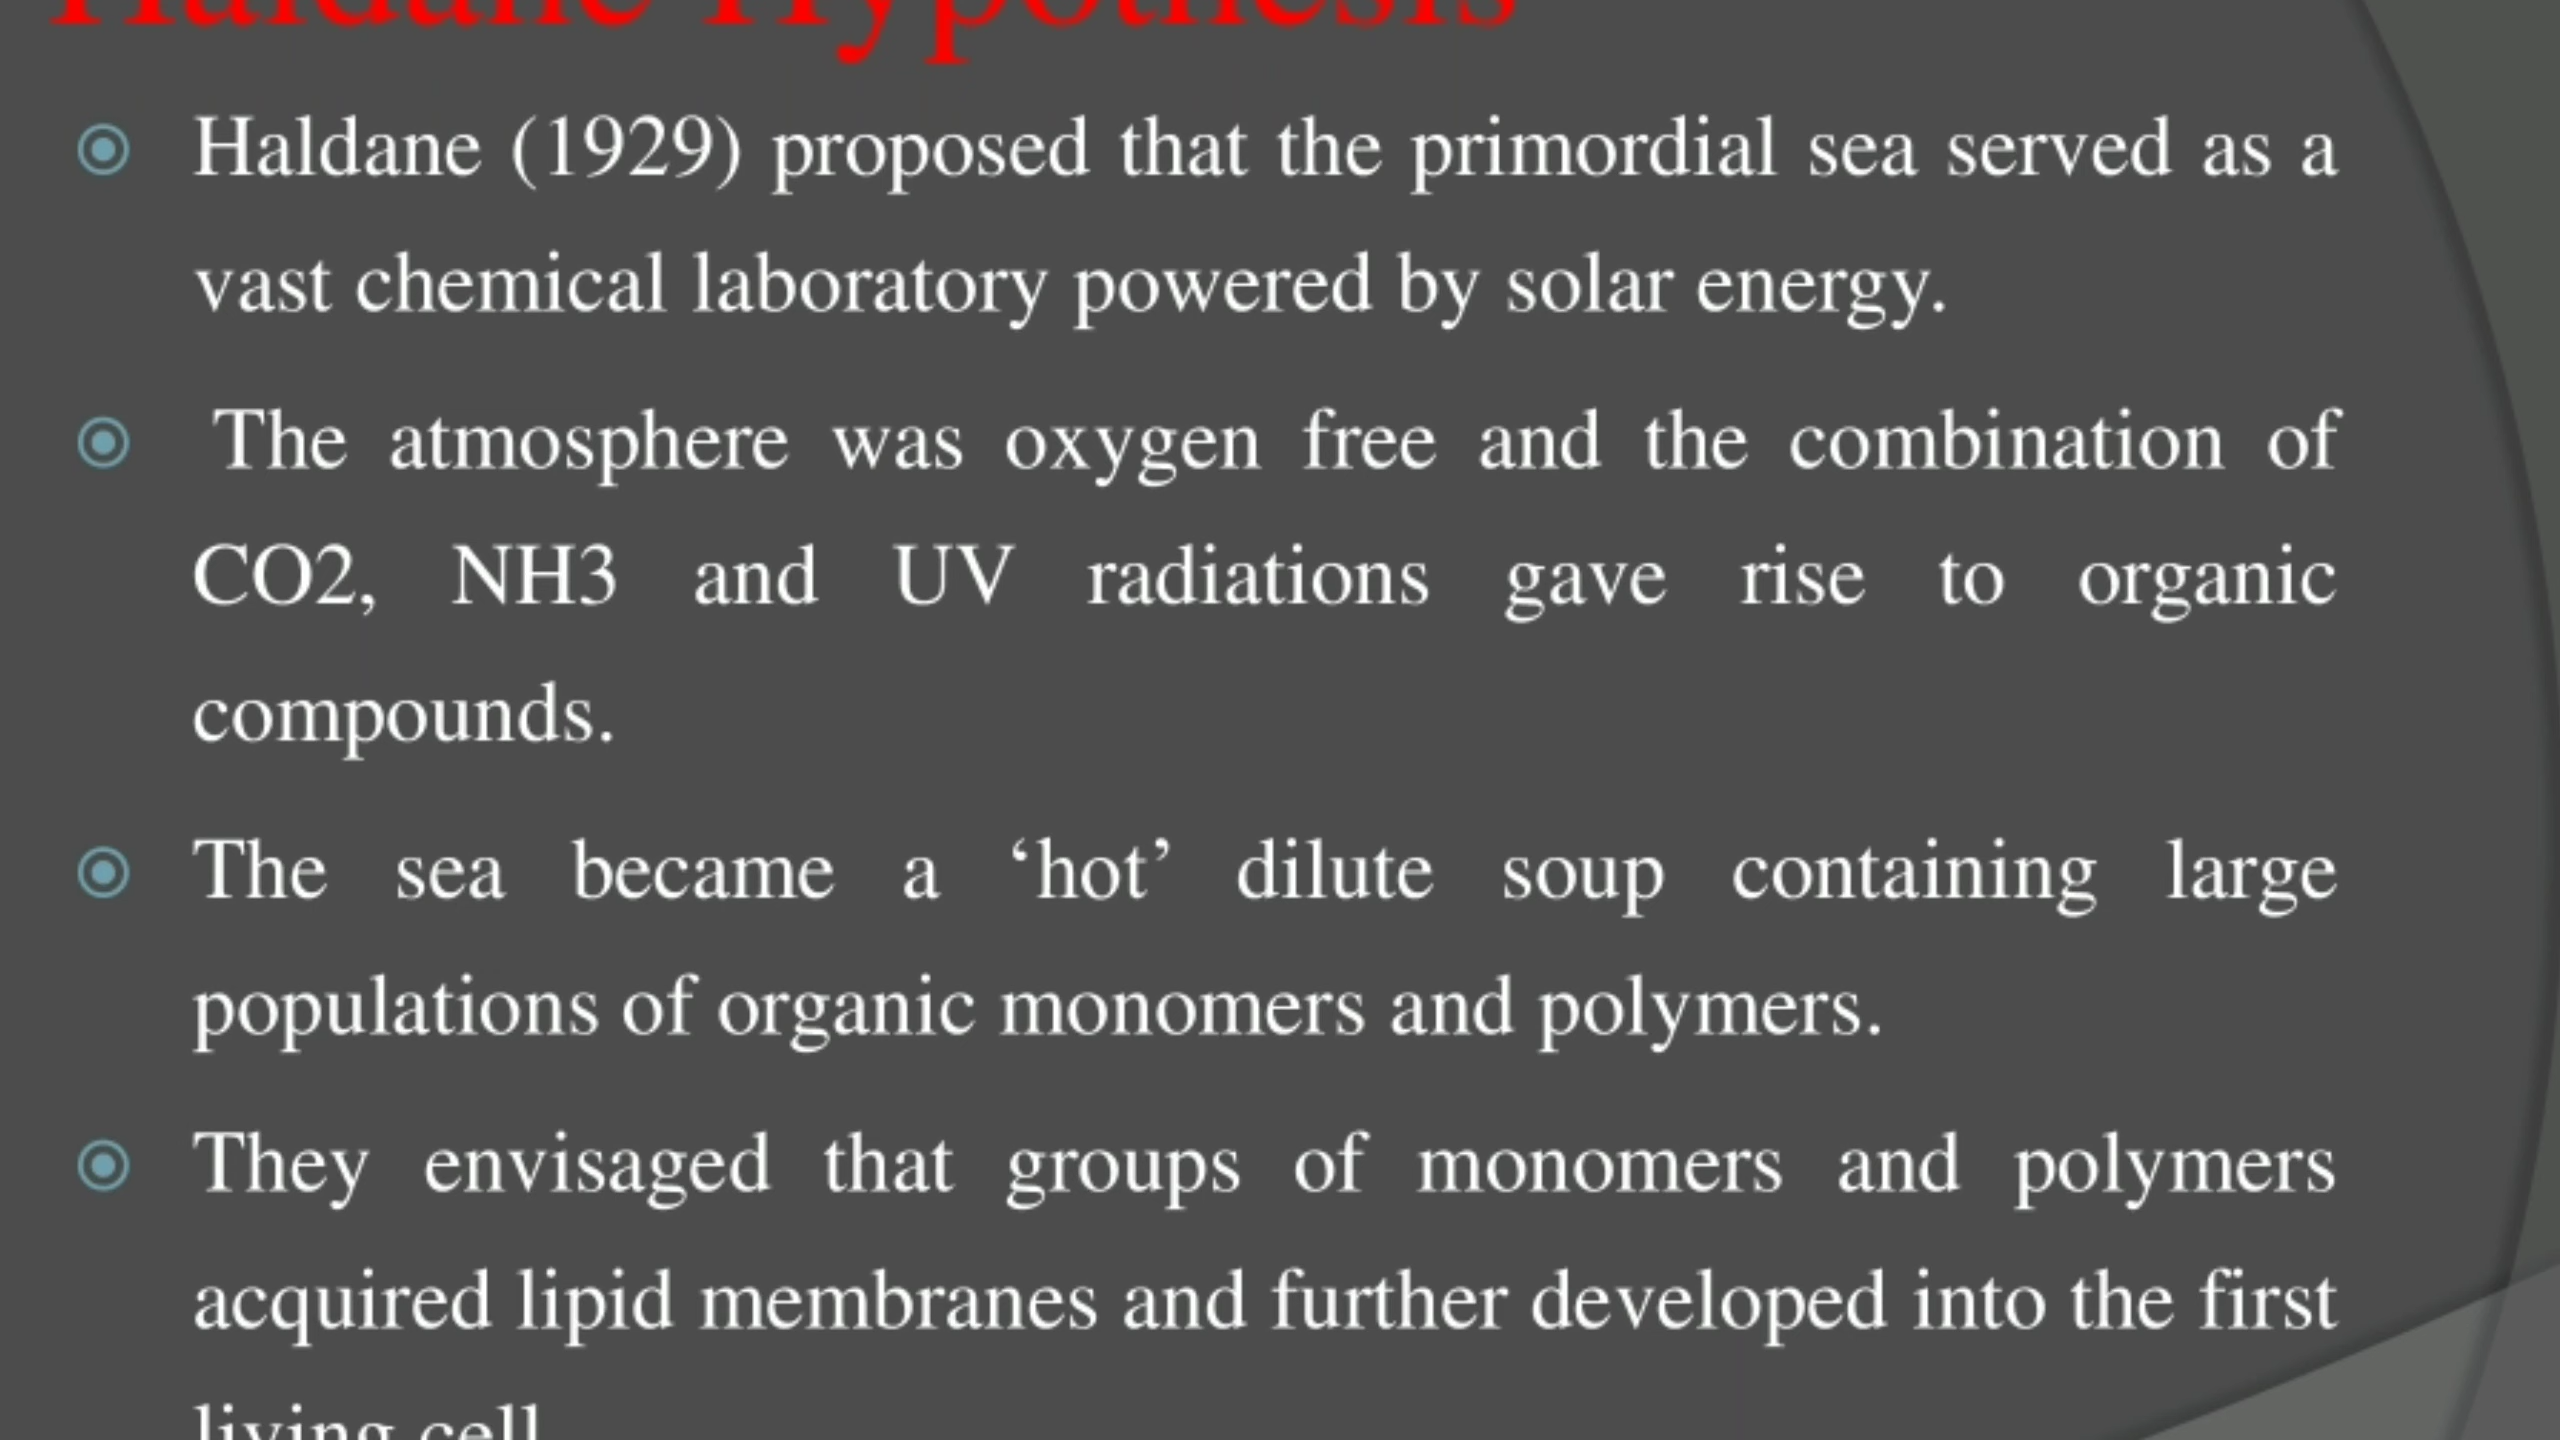 Haldane Hypothesis
Haldane (1929) proposed that the primordial sea served as a
vast chemical laboratory powered by solar energy.
The atmosphere was oxygen free and the combination of
CO2, NH3 and UV radiations gave rise to organic
compounds.
The sea became a ‘hot’ dilute soup containing large
populations of organic monomers and polymers.
They envisaged that groups of monomers and polymers
acquired lipid membranes and further developed into the first
living cell